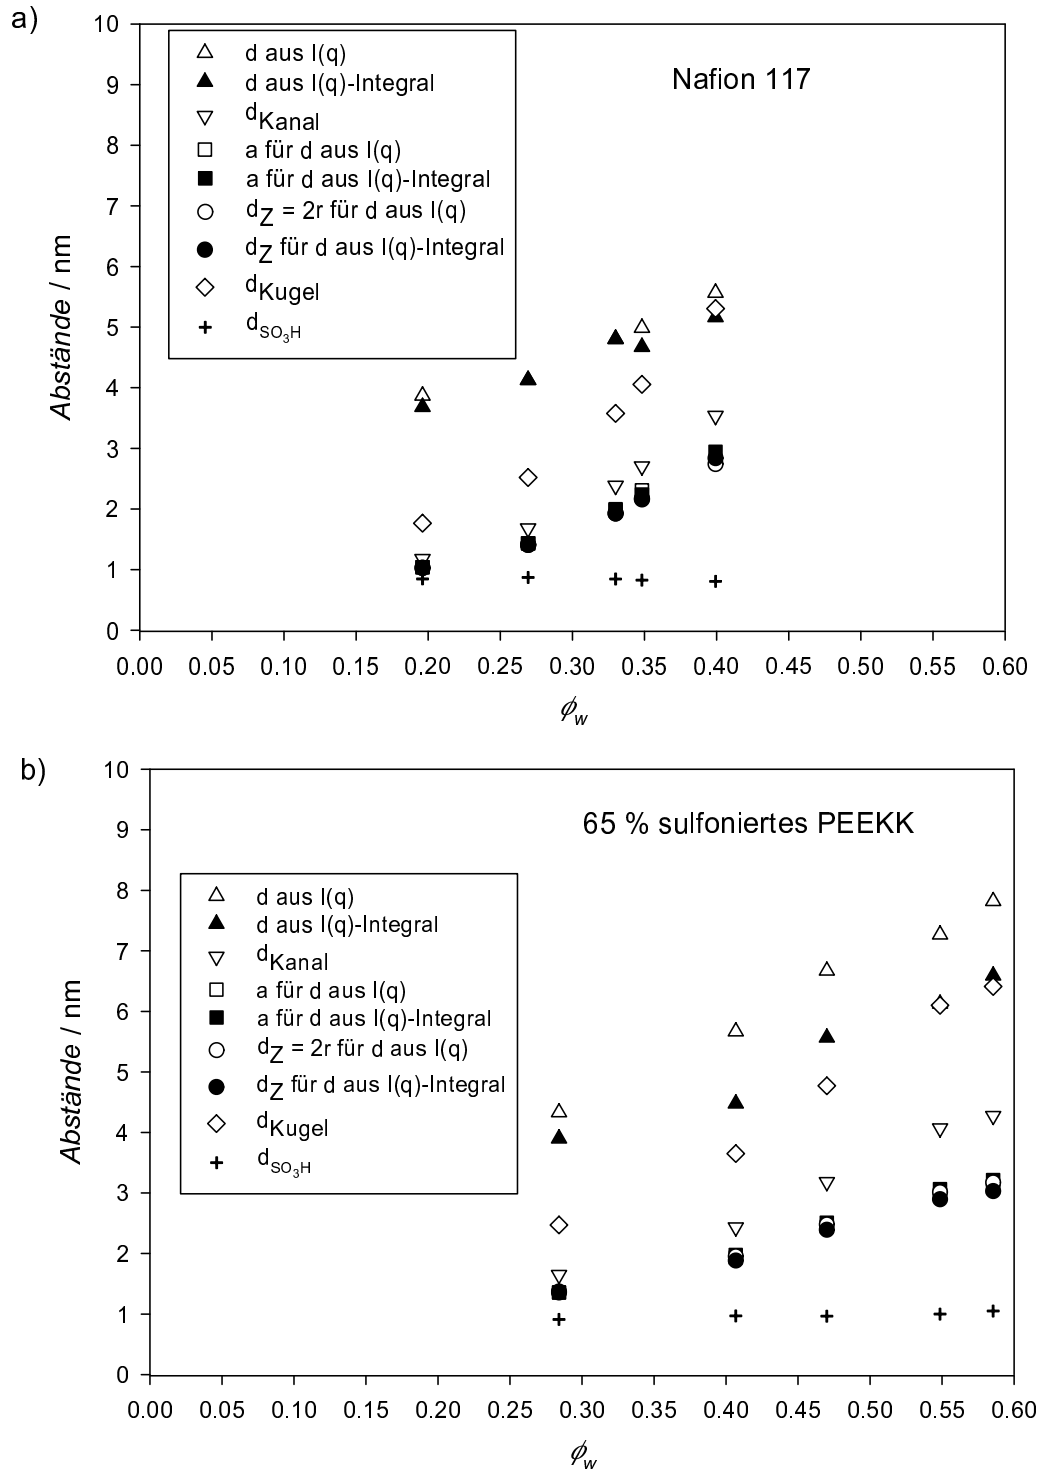 a)
10
9
8
7
6
5
4
3
2
1
0
Abstände / nm
d aus I(q)
d aus I(q)-Integral
dKanal
a für d aus I(q)
a für d aus I(q)-Integral
dZ = 2r für d aus I(q)
dZ für d aus I(q)-Integral
dKugel
dSO3H
Nafion 117
0.00 0.05 0.10 0.15 0.20 0.25 0.30 0.35 0.40 0.45 0.50 0.55 0.60
ϕw
b)
10
9
8
7
6
5
4
3
2
1
0
Abstände / nm
65 % sulfoniertes PEEKK
d aus I(q)
d aus I(q)-Integral
dKanal
a für d aus I(q)
a für d aus I(q)-Integral
dZ = 2r für d aus I(q)
dZ für d aus I(q)-Integral
dKugel
dSO3H
0.00 0.05 0.10 0.15 0.20 0.25 0.30 0.35 0.40 0.45 0.50 0.55 0.60
ϕw